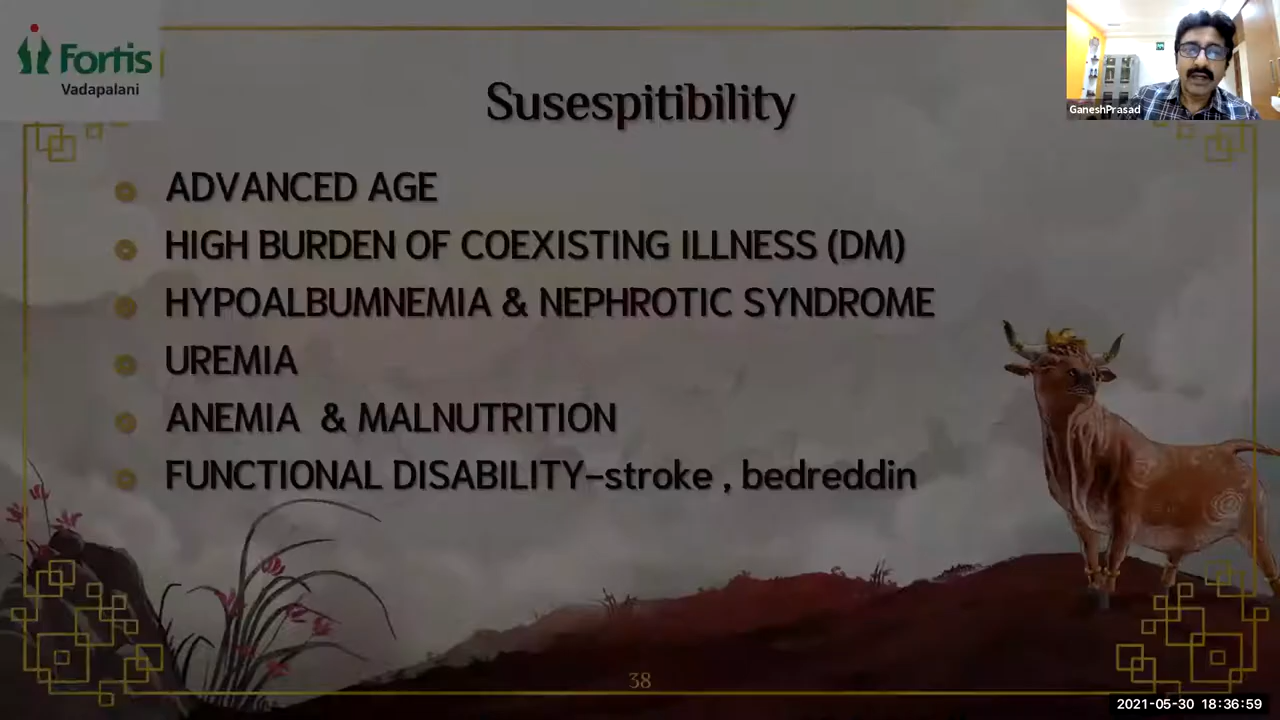 Fortis
Vadapalani
GaneshPrasad
Susespitibility
ADVANCED AGE
HIGH BURDEN OF COEXISTING ILLNESS (DM)
HYPOALBUMNEMIA & NEPHROTIC SYNDROME
UREMIA
ANEMIA & MALNUTRITION
FUNCTIONAL DISABILITY–stroke , bedreddin
38
2021-05-30 18:36:59